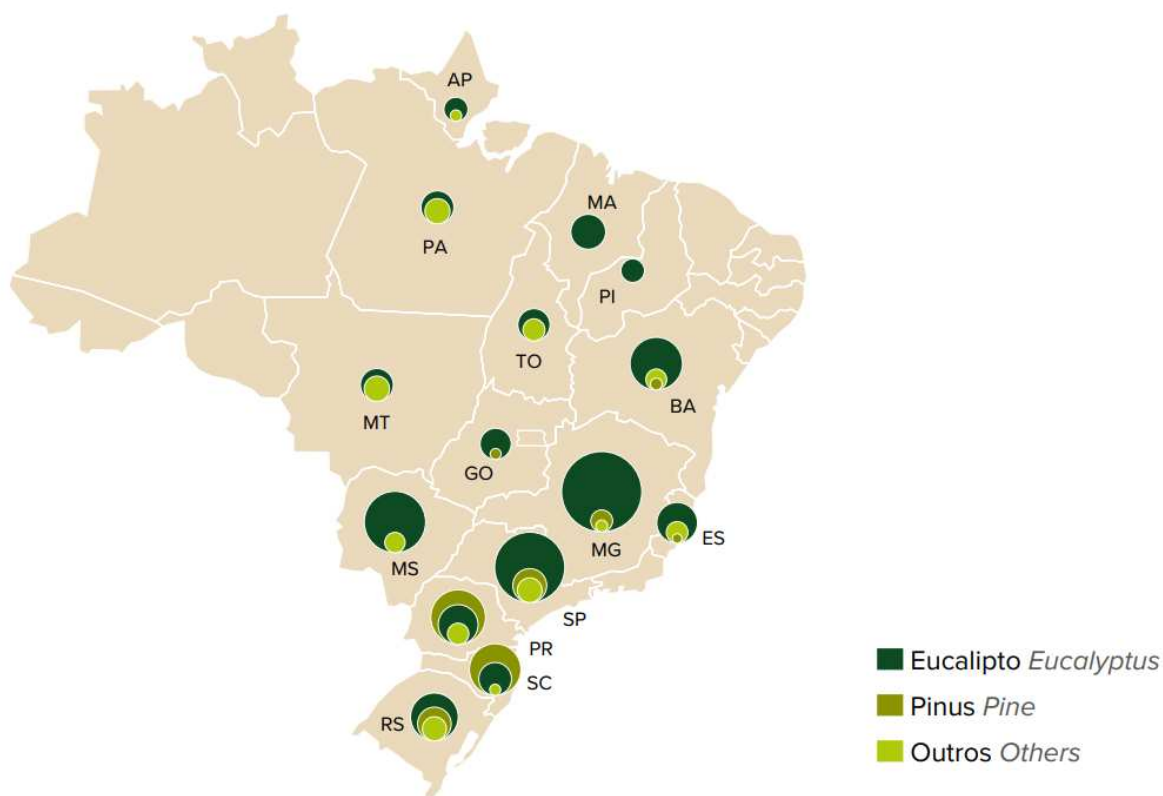 AP
MA
PA
PI
TO
BA
MT
GO
MG
ES
MS
SP
PR
SC
RS
Eucalipto Eucalyptus
Pinus Pine
Outros Others